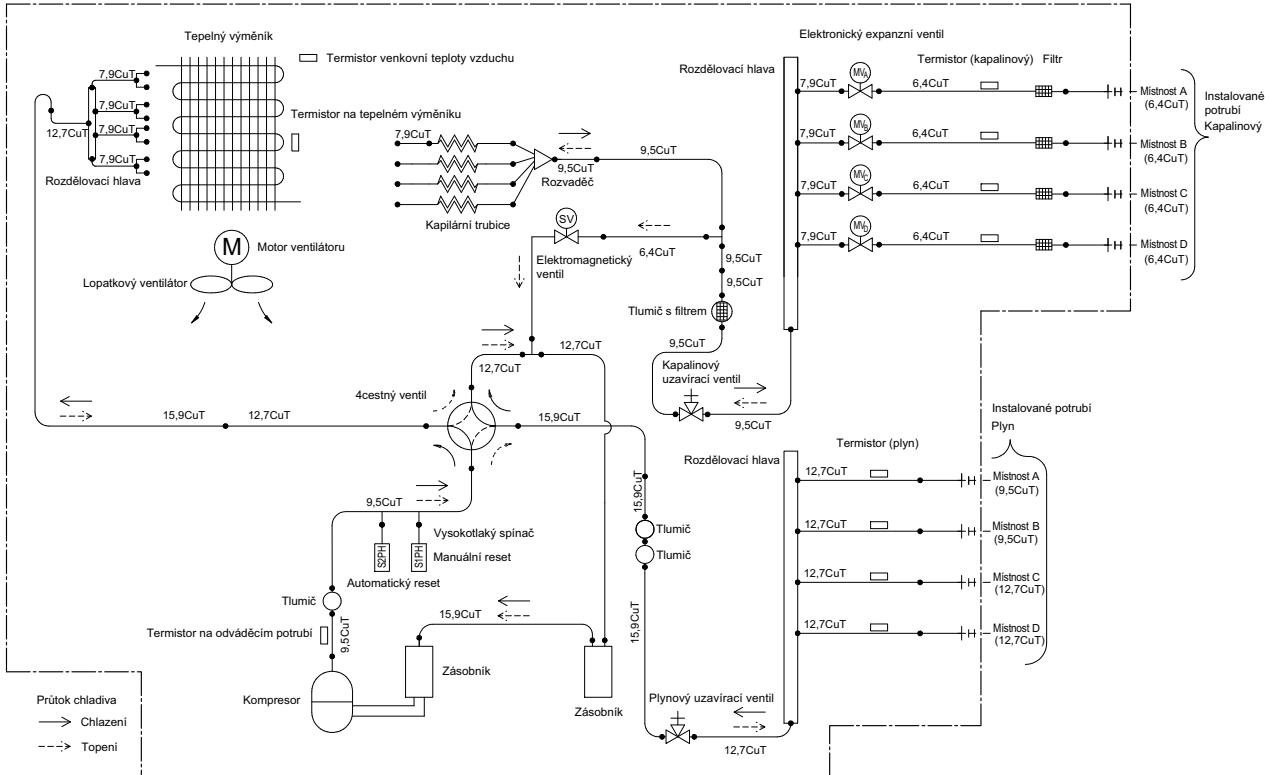 Tepelný výměník
Termistor venkovní teploty vzduchu
7,9CuT
7,9CuT
7,9CuT
12,7CuT
7,9CuT
Rozdělovací hlava
Termistor na tepelném výměníku
7,9CuT
9,5CuT
9,5CuT
Rozvaděč
Kapilární trubice
M
Motor ventilátoru
Lopatkový ventilátor
SV
Elektromagnetický
ventil
6,4CuT
9,5CuT
9,5CuT
Tlumič s filtrem
9,5CuT
Kapalinový
uzavírací ventil
9,5CuT
Elektronický expanzní ventil
Rozdělovací hlava
Termistor (kapalinový)
Filtr
7,9CuT
MVA
6,4CuT
Místnost A
(6,4CuT)
7,9CuT
MVB
6,4CuT
Místnost B
(6,4CuT)
7,9CuT
MVC
6,4CuT
Místnost C
(6,4CuT)
7,9CuT
MVD
6,4CuT
Místnost D
(6,4CuT)
Instalované
potrubí
Kapalinový
12,7CuT
12,7CuT
4cestný ventil
15,9CuT
12,7CuT
15,9CuT
9,5CuT
S2PH
S1PH
Vysokotlaký spínač
Manuální reset
Automatický reset
Tlumič
Termistor na odváděcím potrubí
9,5CuT
Kompresor
15,9CuT
Zásobník
Zásobník
15,9CuT
Tlumič
Tlumič
15,9CuT
Plynový uzavírací ventil
12,7CuT
Rozdělovací hlava
Termistor (plyn)
Instalované potrubí
Plyn
12,7CuT
Místnost A
(9,5CuT)
12,7CuT
Místnost B
(9,5CuT)
12,7CuT
Místnost C
(12,7CuT)
12,7CuT
Místnost D
(12,7CuT)
Průtok chladiva
Chlazení
Topení